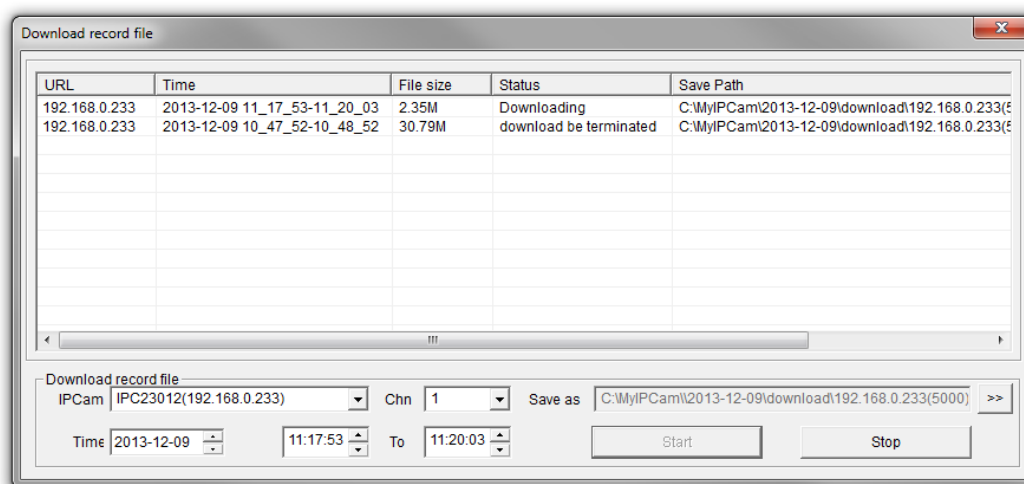 Download record file
URL Time File size Status Save Path
192.168.0.233 2013-12-09 11_17_53-11_20_03 2.35M Downloading C:\MyIPCam\2013-12-09\download\192.168.0.233(5
192.168.0.233 2013-12-09 10_47_52-10_48_52 30.79M download be terminated C:\MyIPCam\2013-12-09\download\192.168.0.233(5
Download record file
IPCam IPC23012(192.168.0.233) Chn 1 Save as C:\MyIPCam\\2013-12-09\download\192.168.0.233(5000) >>
Time 2013-12-09 11:17:53 To 11:20:03 Start Stop